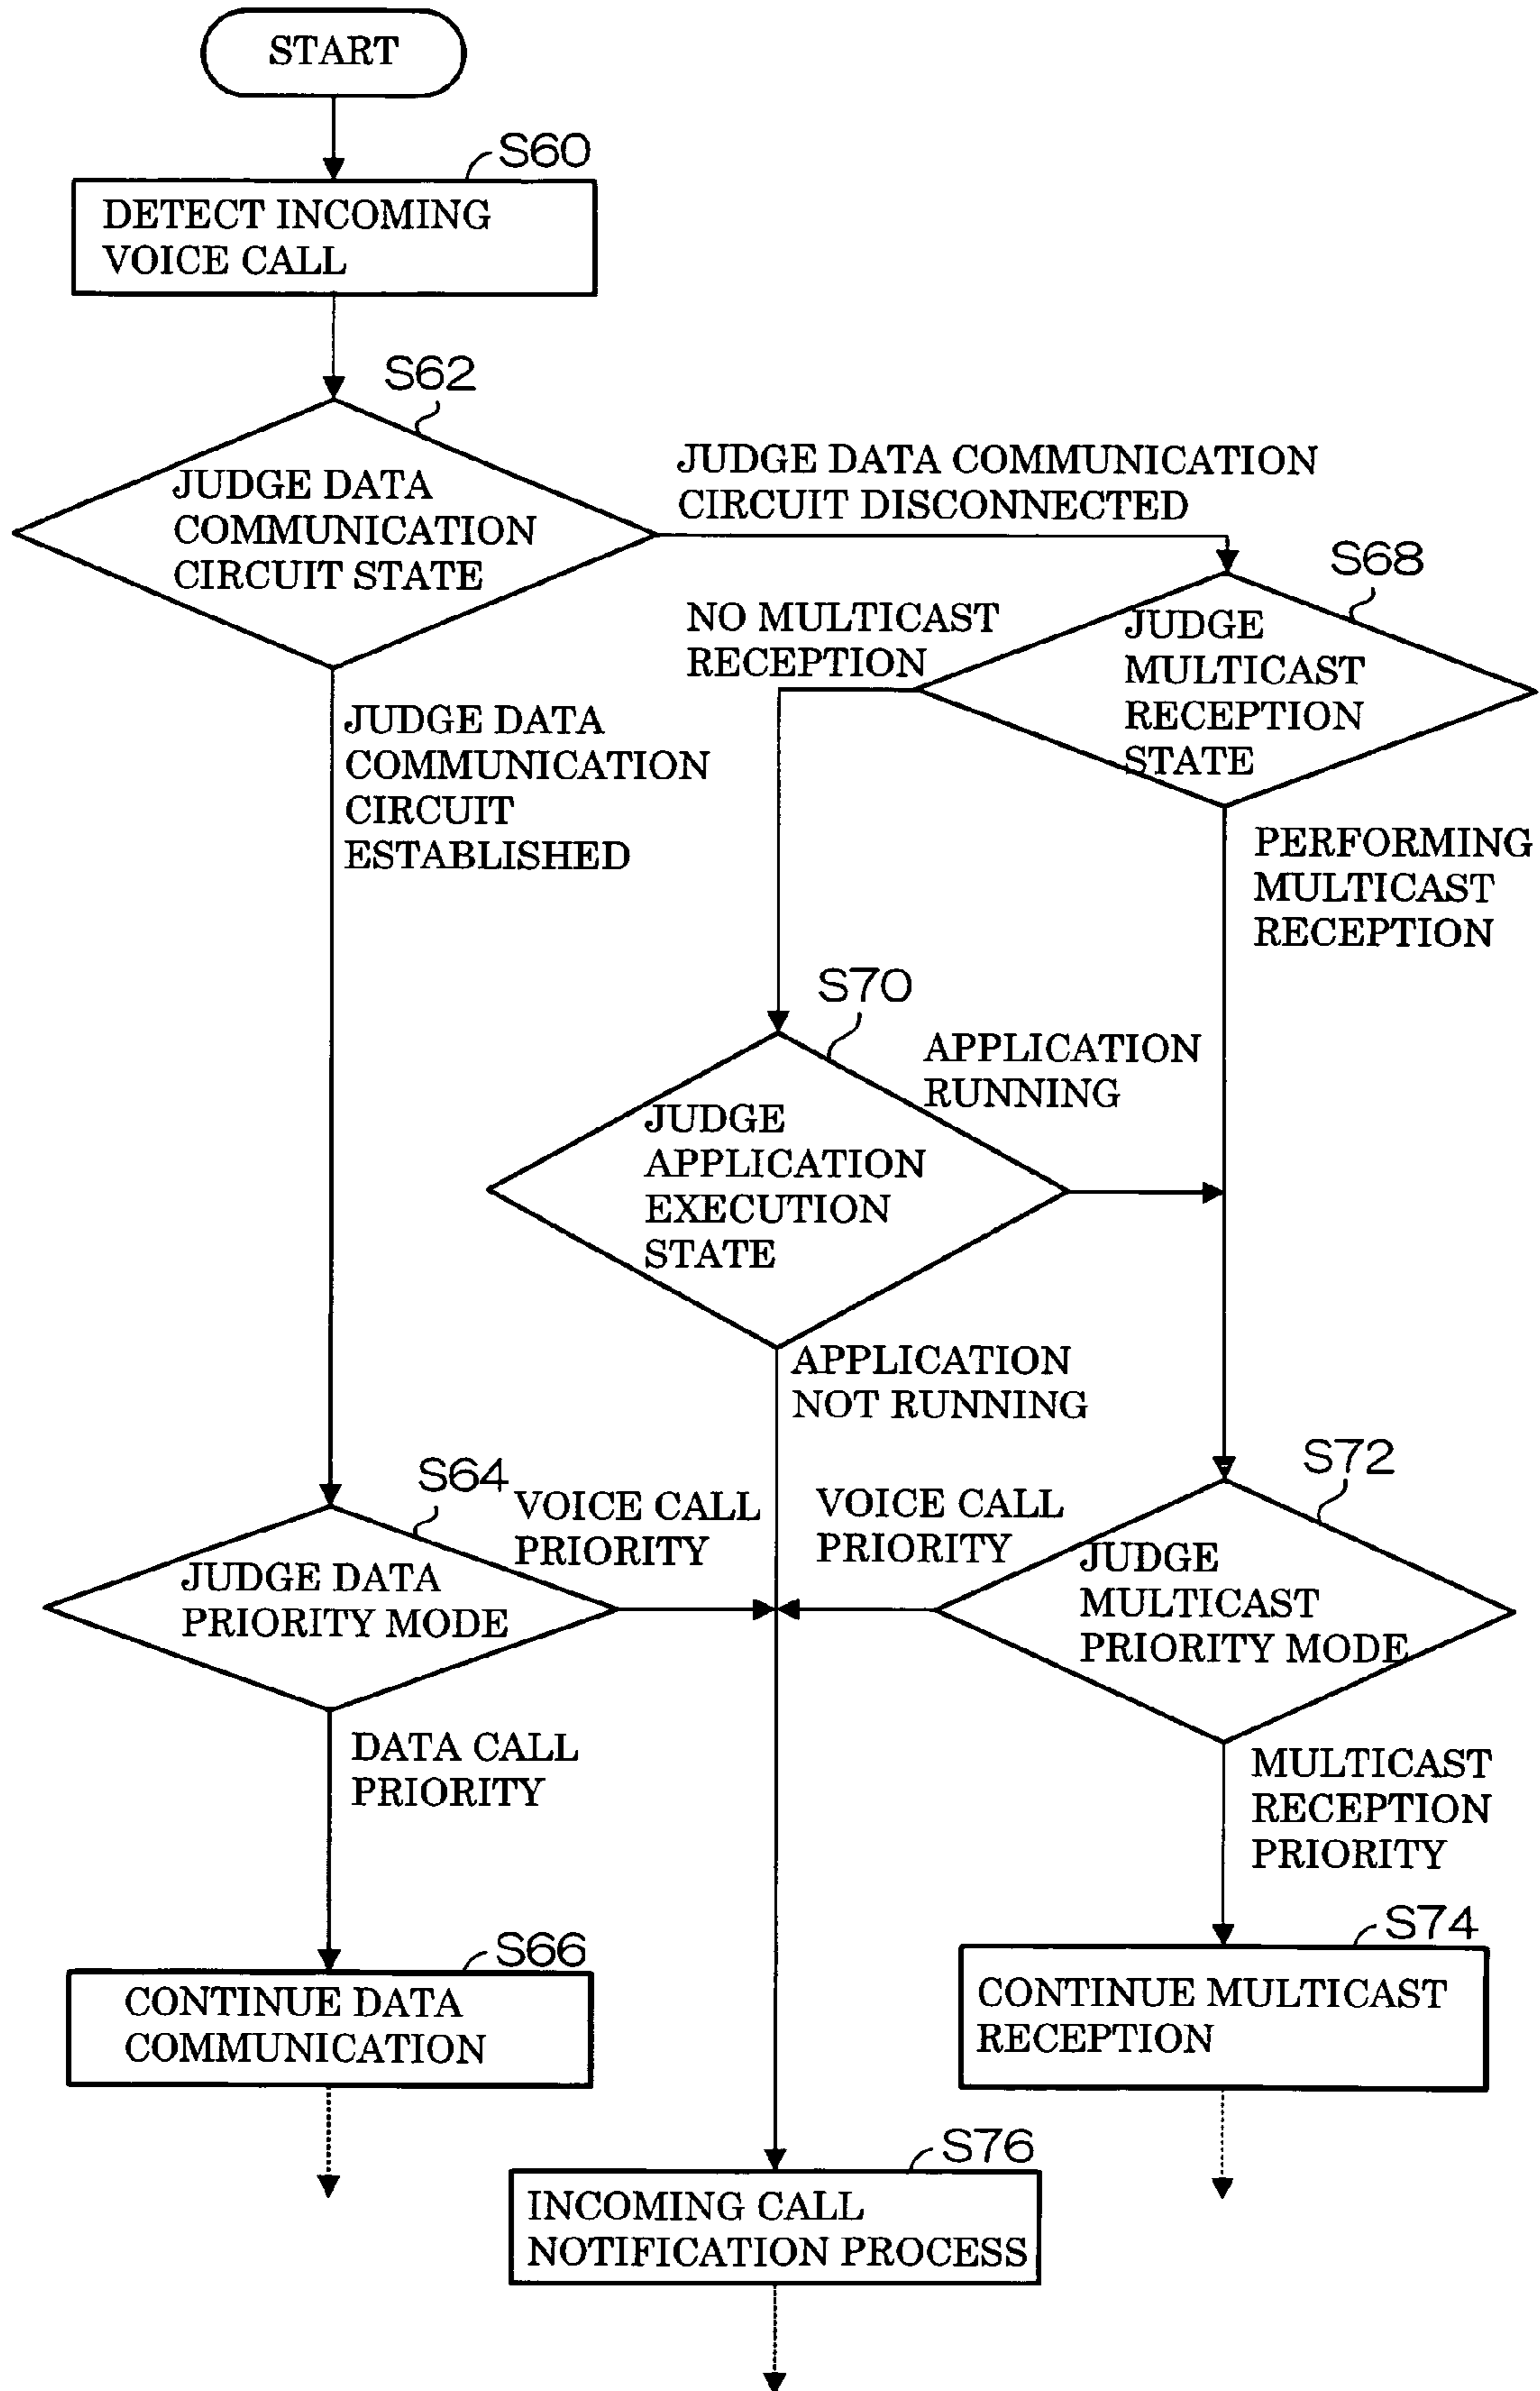 START
S60
DETECT INCOMING
VOICE CALL
S62
JUDGE DATA
COMMUNICATION
CIRCUIT STATE
JUDGE DATA COMMUNICATION
CIRCUIT DISCONNECTED
S68
NO MULTICAST
RECEPTION
JUDGE
MULTICAST
RECEPTION
STATE
JUDGE DATA
COMMUNICATION
CIRCUIT
ESTABLISHED
PERFORMING
MULTICAST
RECEPTION
S70
APPLICATION
RUNNING
JUDGE
APPLICATION
EXECUTION
STATE
APPLICATION
NOT RUNNING
S64
VOICE CALL
PRIORITY
JUDGE DATA
PRIORITY MODE
S72
VOICE CALL
PRIORITY
JUDGE
MULTICAST
PRIORITY MODE
DATA CALL
PRIORITY
MULTICAST
RECEPTION
PRIORITY
S66
CONTINUE DATA
COMMUNICATION
S74
CONTINUE MULTICAST
RECEPTION
S76
INCOMING CALL
NOTIFICATION PROCESS